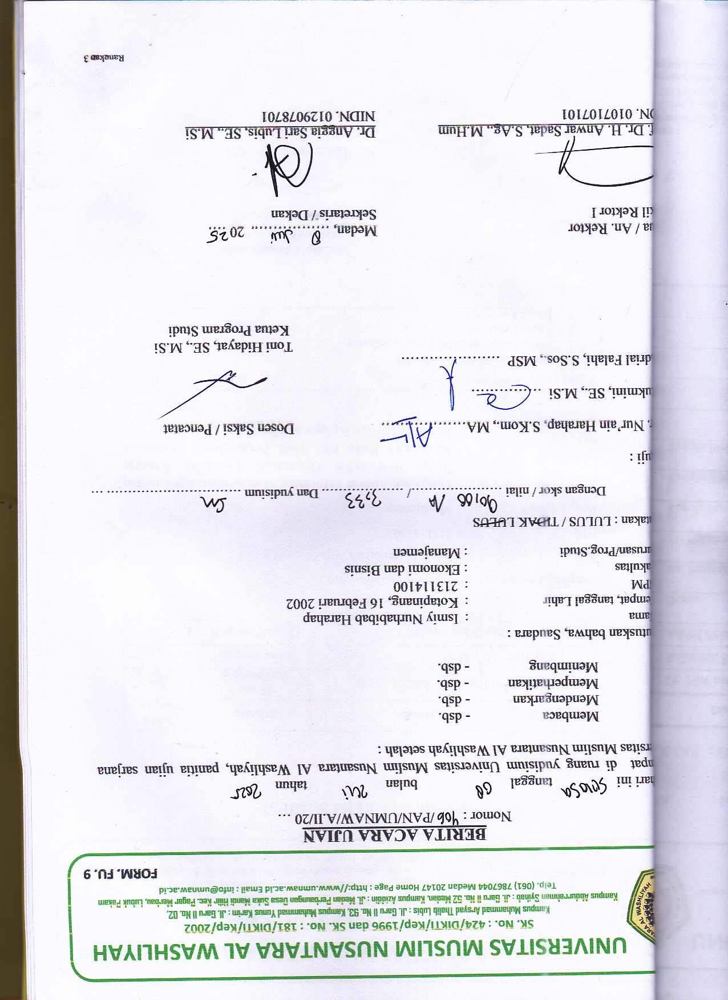 UNIVERSITAS MUSLIM NUSANTARA AL WASHLIYAH
SK. No. : 424/DIKTI/Kep/1996 dan SK. No. : 181/DIKTI/Kep/2002
Kampus Muhammad Arsyad Thalib Lubis : Jl. Garu II No. 93, Kampus Muhammad Yunus Karim : Jl. Garu II No. 02,
Kampus Abdurrahman Syihab : Jl. Garu II No. 52 Medan, Kampus Aziddin : Jl. Medan Perbaungan Desa Suka Mandi Hilir Kec. Pagar Merbau, Lubuk Pakam
Telp. (061) 7867044 Medan 20147 Home Page : http://www.umnaw.ac.id Email : info@umnaw.ac.id
FORM. FU. 9
BERITA ACARA UJIAN
Nomor : 406 /PAN/UMNAW/A.II/20 ...
hari ini Selasa tanggal 08 bulan Juli tahun 2025
mpat di ruang yudisium Universitas Muslim Nusantara Al Washliyah, panitia ujian sarjana
ersitas Muslim Nusantara Al Washliyah setelah :
Membaca - dsb.
Mendengarkan - dsb.
Memperhatikan - dsb.
Menimbang - dsb.
utuskan bahwa, Saudara :
ama : Ismiy Nurhabibah Harahap
empat, tanggal Lahir : Kotapinang, 16 Februari 2002
PM : 213114100
akultas : Ekonomi dan Bisnis
urusan/Prog.Studi : Manajemen
atakan : LULUS / TIDAK LULUS
Dengan skor / nilai 90,00 A / 3,33 Dan yudisium
uji :
r. Nur'ain Harahap, S.Kom., MA
Dosen Saksi / Pencatat
ukmini, SE., M.Si
drial Falahi, S.Sos., MSP
Toni Hidayat, SE., M.Si
Ketua Program Studi
ua / An. Rektor
kil Rektor I
Medan, 8 Juli 2025
Sekretaris / Dekan
f. Dr. H. Anwar Sadat, S.Ag., M.Hum
DN. 0107107101
Dr. Anggia Sari Lubis, SE., M.Si
NIDN. 0129078701
Rangkap 3